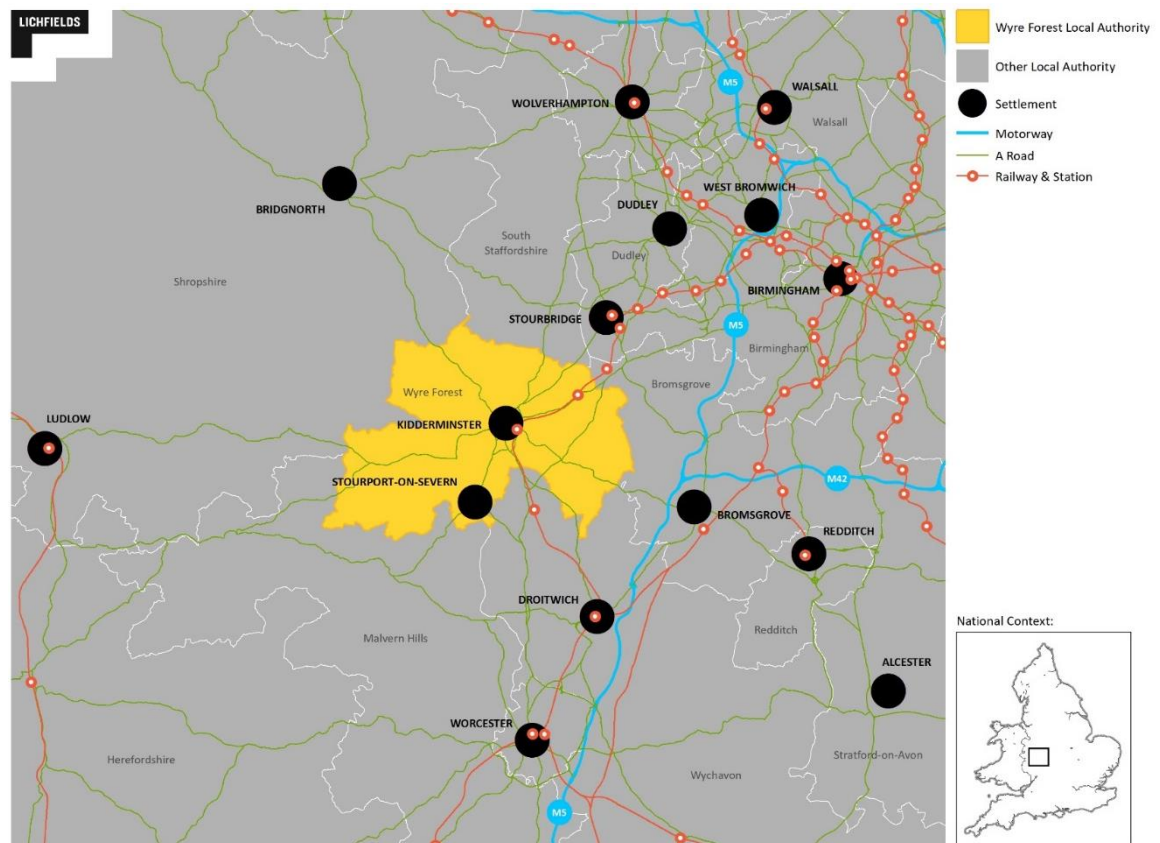 LICHFIELDS
Wyre Forest Local Authority
Other Local Authority
Settlement
Motorway
A Road
Railway & Station
M5
WALSALL
WOLVERHAMPTON
Walsall
WEST BROMWICH
BRIDGNORTH
DUDLEY
South
Staffordshire
Dudley
Shropshire
BIRMINGHAM
STOURBRIDGE
M5
Birmingham
Bromsgrove
Wyre Forest
LUDLOW
KIDDERMINSTER
STOURPORT-ON-SEVERN
M42
BROMSGROVE
REDDITCH
DROITWICH
Redditch
Malvern Hills
ALCESTER
WORCESTER
Herefordshire
Stratford-on-Avon
Wychavon
M5
National Context: